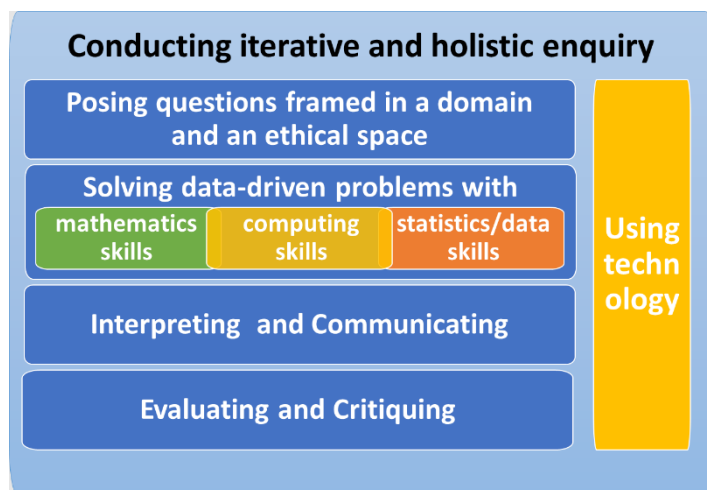 Conducting iterative and holistic enquiry
Posing questions framed in a domain
and an ethical space
Solving data-driven problems with
mathematics
skills
computing
skills
statistics/data
skills
Interpreting and Communicating
Evaluating and Critiquing
Using
techn
ology